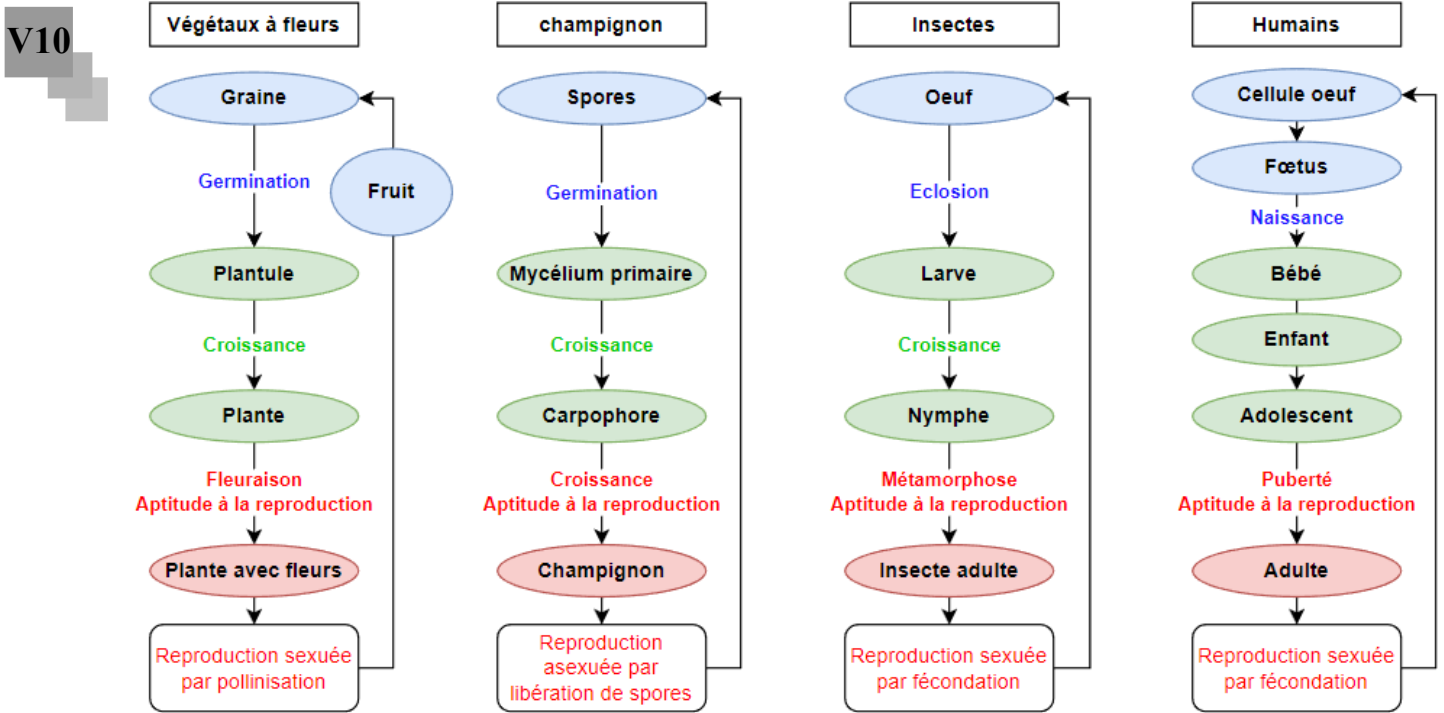 V10
Végétaux à fleurs
Graine
Germination
Fruit
Plantule
Croissance
Plante
Fleuraison
Aptitude à la reproduction
Plante avec fleurs
Reproduction sexuée
par pollinisation
champignon
Spores
Germination
Mycélium primaire
Croissance
Carpophore
Croissance
Aptitude à la reproduction
Champignon
Reproduction
asexuée par
libération de spores
Insectes
Oeuf
Eclosion
Larve
Croissance
Nymphe
Métamorphose
Aptitude à la reproduction
Insecte adulte
Reproduction sexuée
par fécondation
Humains
Cellule oeuf
Fœtus
Naissance
Bébé
Enfant
Adolescent
Puberté
Aptitude à la reproduction
Adulte
Reproduction sexuée
par fécondation